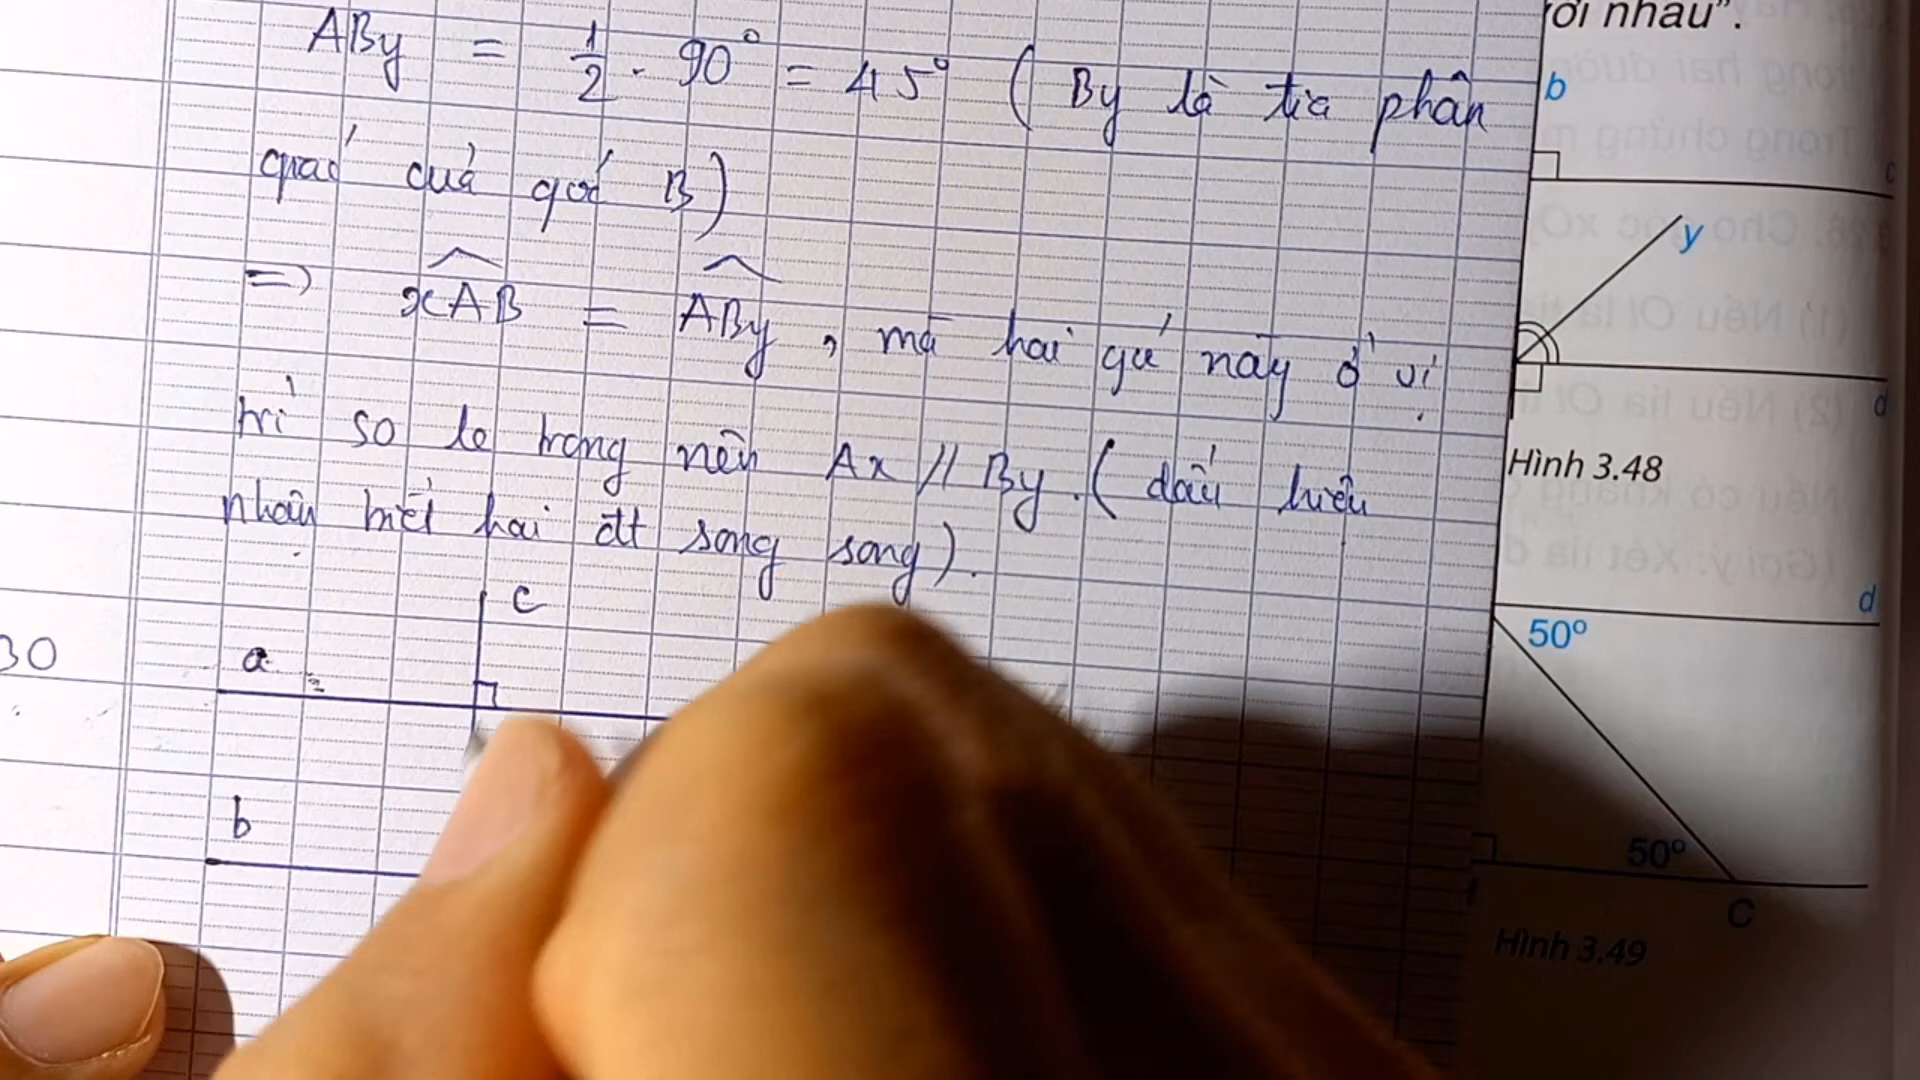 ABy = 1/2 . 90° = 45° ( By là tia phân
giác của góc B)
=> xAB = ABy , mà hai góc này ở vị
trí so le trong nên Ax // By. ( dấu hiệu
nhận biết hai đt song song).
c
a
30
b
với nhau".
b
c
y
d
Hình 3.48
d
50°
50°
C
Hình 3.49